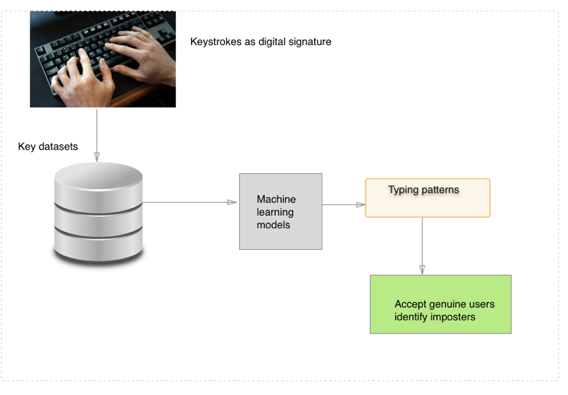 Keystrokes as digital signature
Key datasets
Machine
learning
models
Typing patterns
Accept genuine users
identify imposters